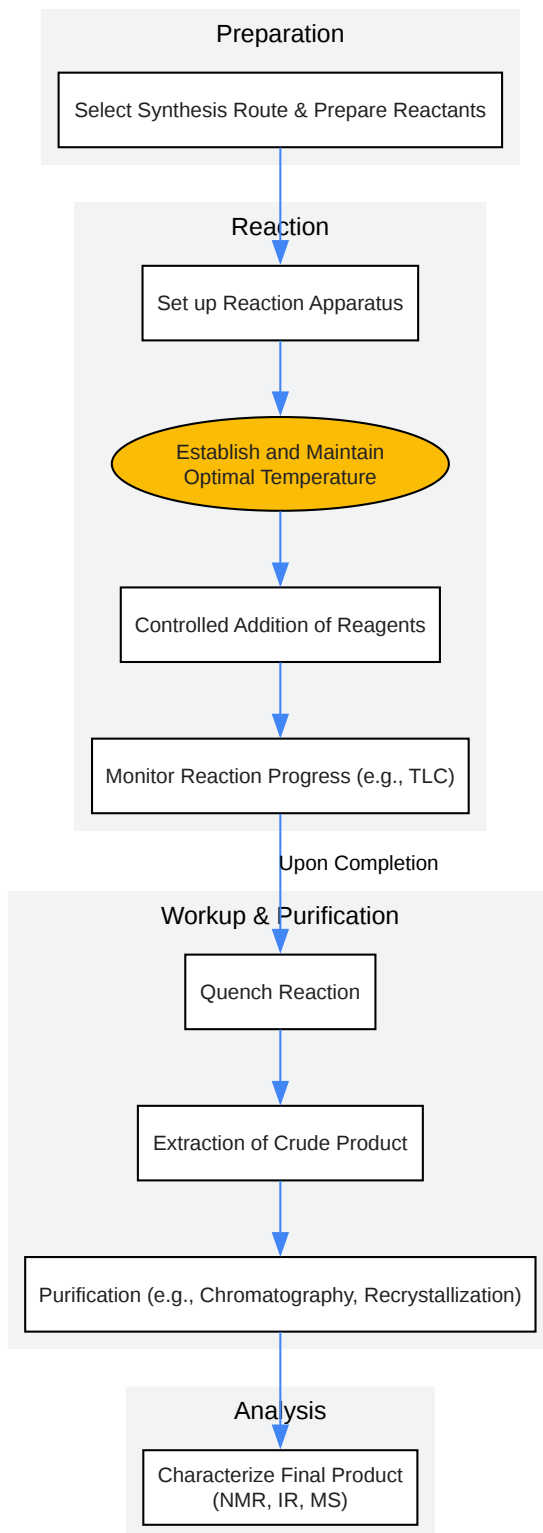 Preparation
Select Synthesis Route & Prepare Reactants
Reaction
Set up Reaction Apparatus
Establish and Maintain
Optimal Temperature
Controlled Addition of Reagents
Monitor Reaction Progress (e.g., TLC)
Upon Completion
Workup & Purification
Quench Reaction
Extraction of Crude Product
Purification (e.g., Chromatography, Recrystallization)
Analysis
Characterize Final Product
(NMR, IR, MS)